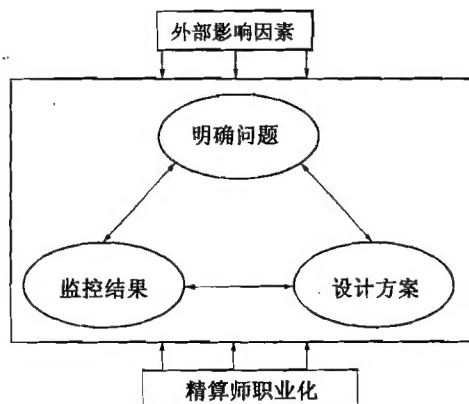 外部影响因素
明确问题
监控结果
设计方案
精算师职业化